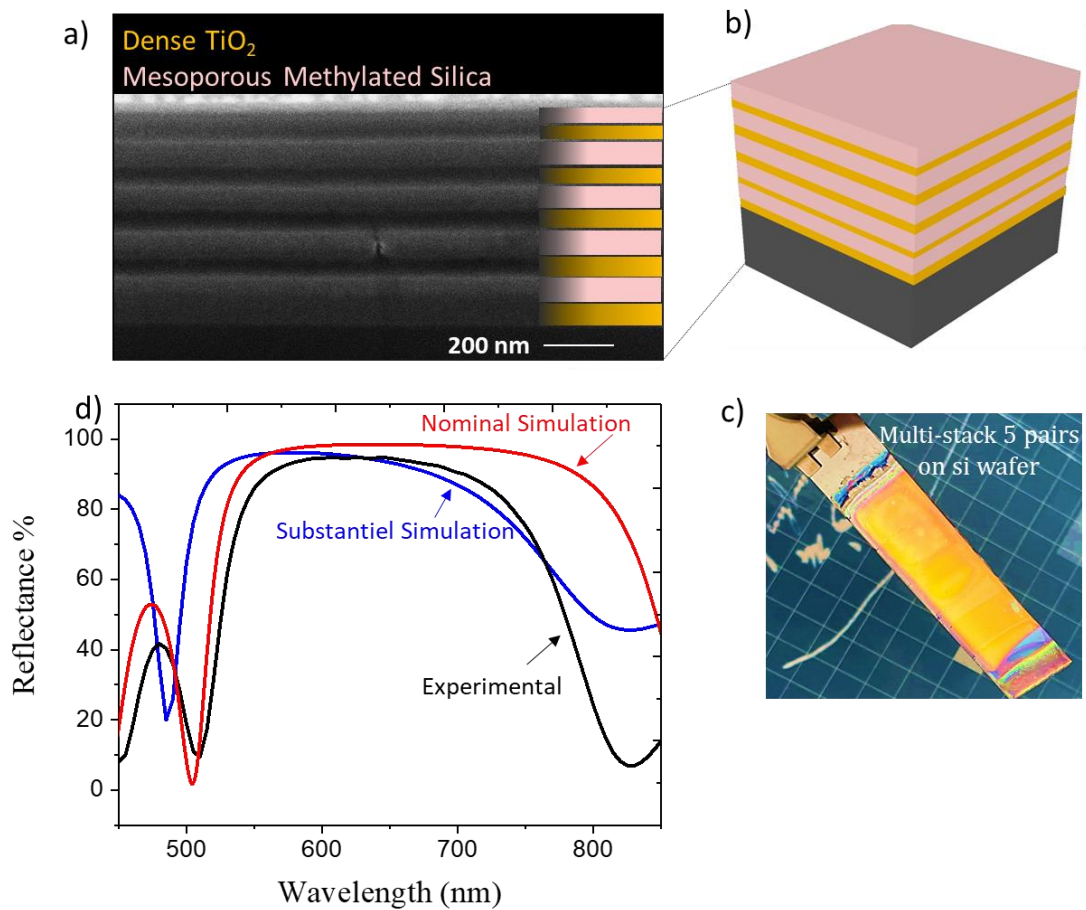 a)
Dense TiO₂
Mesoporous Methylated Silica
200 nm
b)
d)
100
80
60
40
20
0
Reflectance %
Nominal Simulation
Substantiel Simulation
Experimental
500
600
700
800
Wavelength (nm)
c)
Multi-stack 5 pairs
on si wafer